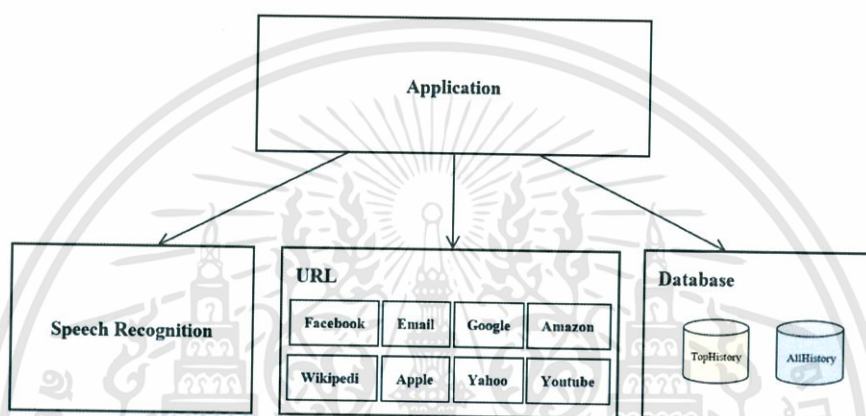 Application
Speech Recognition
URL
Facebook Email Google Amazon
Wikipedi Apple Yahoo Youtube
Database
TopHistory AllHistory